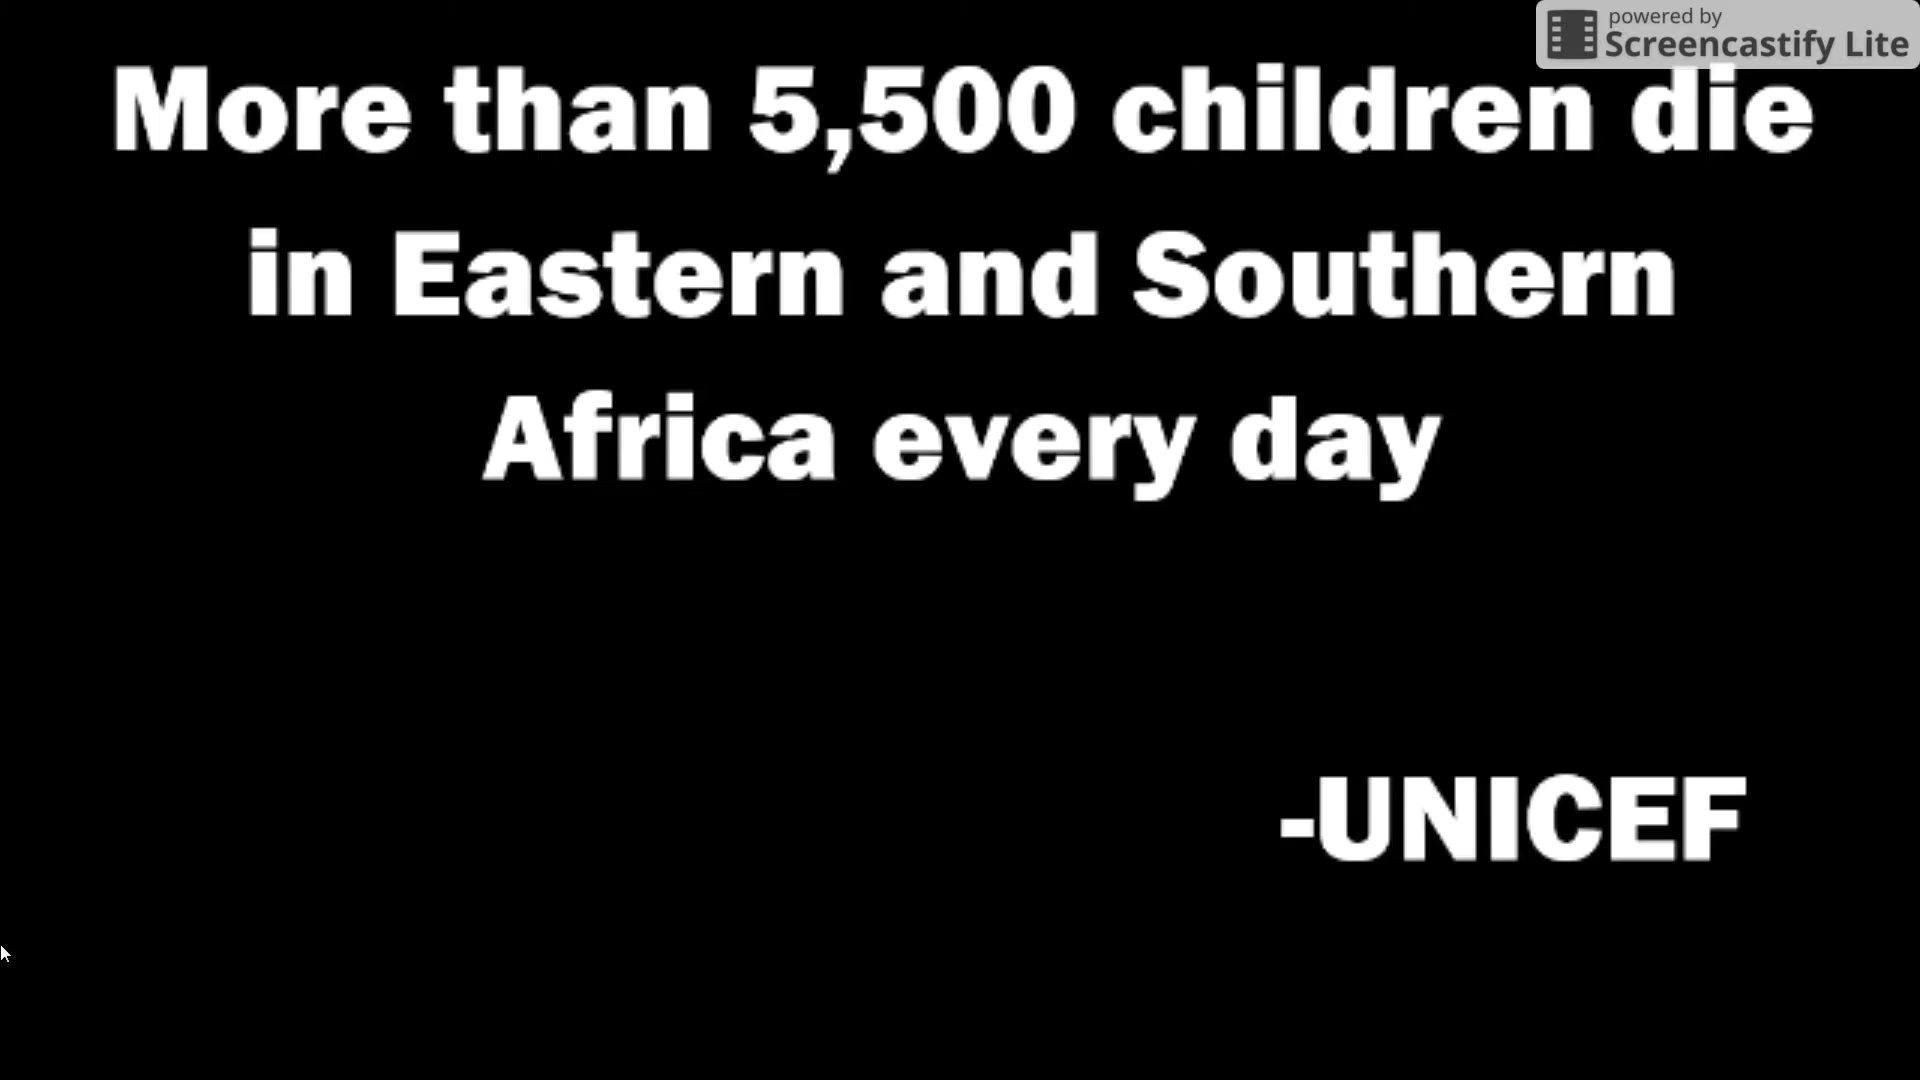 powered by
Screencastify Lite
More than 5,500 children die
in Eastern and Southern
Africa every day
-UNICEF